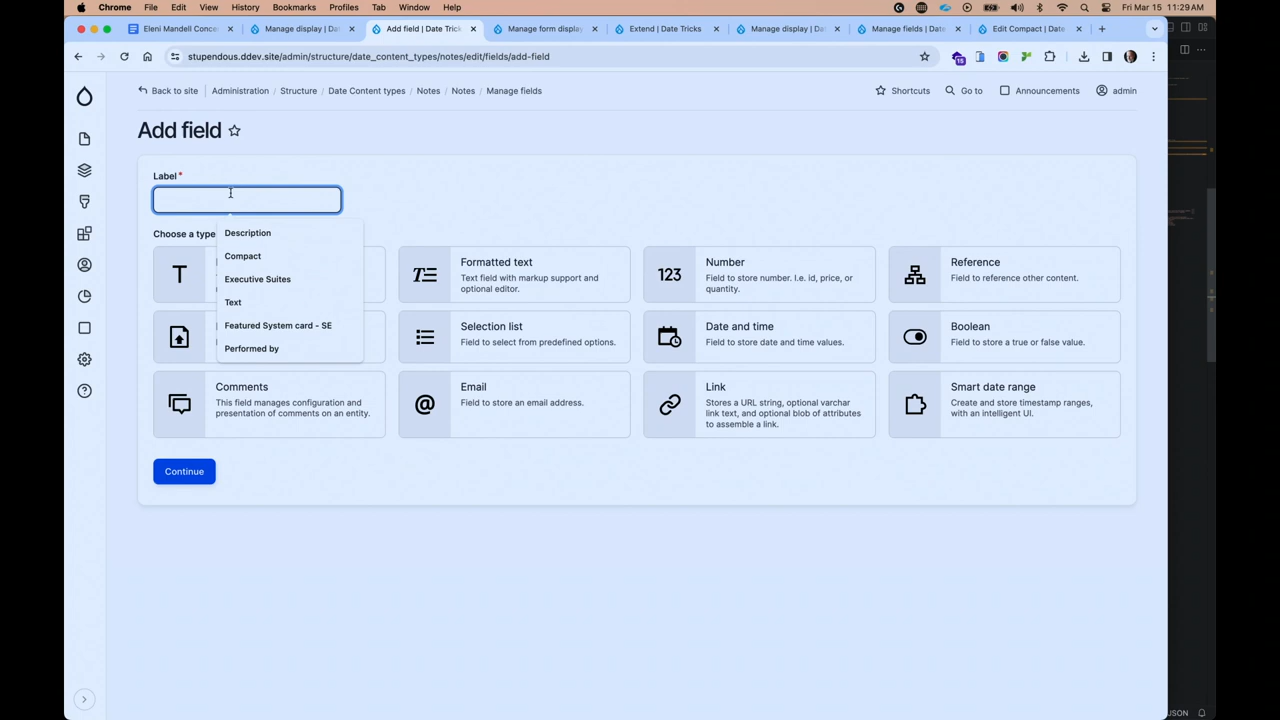 Chrome File Edit View History Bookmarks Profiles Tab Window Help
Fri Mar 15 11:29 AM
Eleni Mandell Conce
Manage display | Dat
Add field | Date Trick
Manage form display
Extend | Date Tricks
Manage display | Da
Manage fields | Date
Edit Compact | Date
stupendous.ddev.site/admin/structure/date_content_types/notes/edit/fields/add-field
15
Back to site
Administration / Structure / Date Content types / Notes / Notes / Manage fields
Shortcuts
Go to
Announcements
admin
Add field
Label *
Choose a type
Description
Compact
Executive Suites
Text
Featured System card - SE
Performed by
T
Formatted text
Text field with markup support and
optional editor.
123
Number
Field to store number. I.e. id, price, or
quantity.
Reference
Field to reference other content.
Selection list
Field to select from predefined options.
Date and time
Field to store date and time values.
Boolean
Field to store a true or false value.
Comments
This field manages configuration and
presentation of comments on an entity.
@
Email
Field to store an email address.
Link
Stores a URL string, optional varchar
link text, and optional blob of attributes
to assemble a link.
Smart date range
Create and store timestamp ranges,
with an intelligent UI.
Continue
JSON